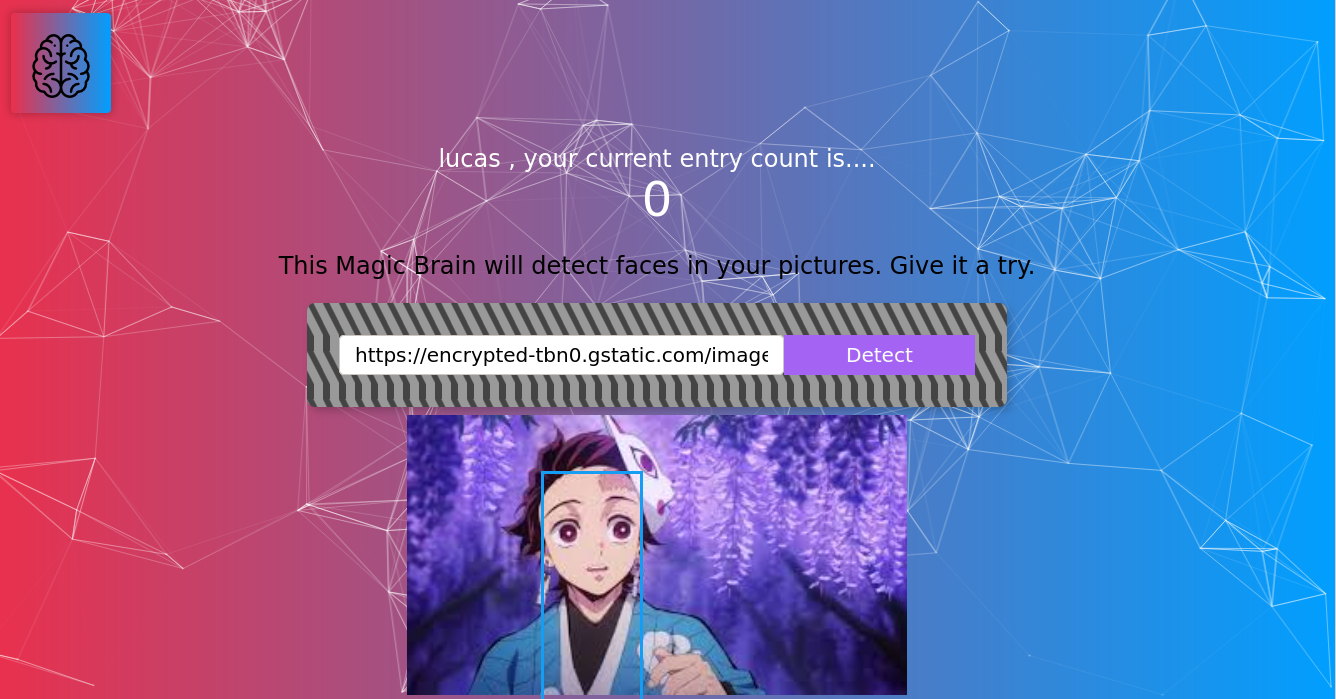 lucas , your current entry count is....
0
This Magic Brain will detect faces in your pictures. Give it a try.
https://encrypted-tbn0.gstatic.com/image
Detect